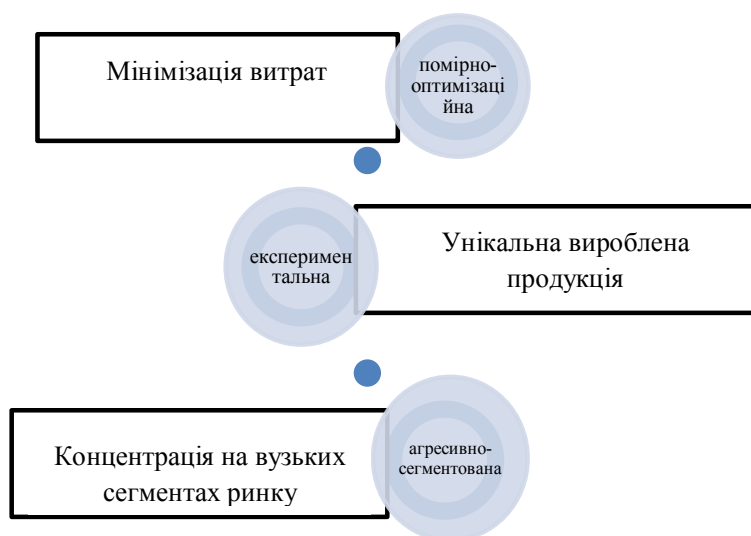 Мінімізація витрат
помірно-
оптимізаці
йна
експеримен
тальна
Унікальна вироблена
продукція
Концентрація на вузьких
сегментах ринку
агресивно-
сегментована